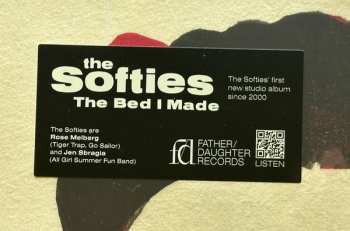 the
Softies
The Bed I Made
The Softies' first
new studio album
since 2000
The Softies are
Rose Melberg
(Tiger Trap, Go Sailor)
and Jen Sbragia
(All Girl Summer Fun Band)
fd
FATHER/
DAUGHTER
RECORDS
LISTEN